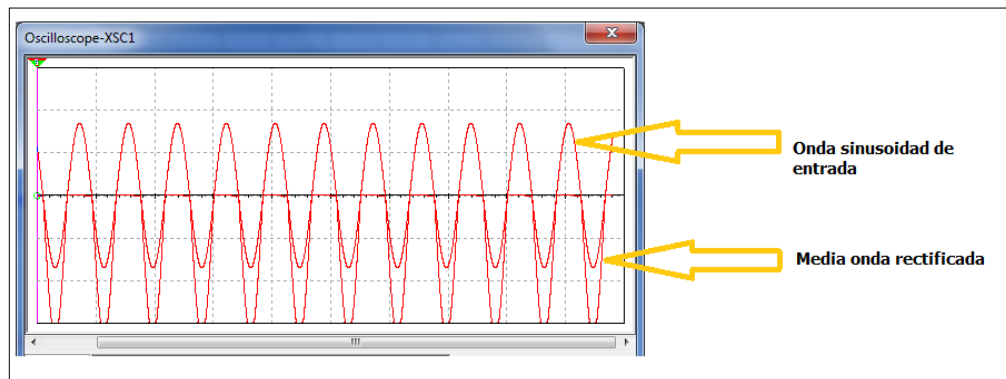 Oscilloscope-XSC1
Onda sinusoidad de
entrada
Media onda rectificada